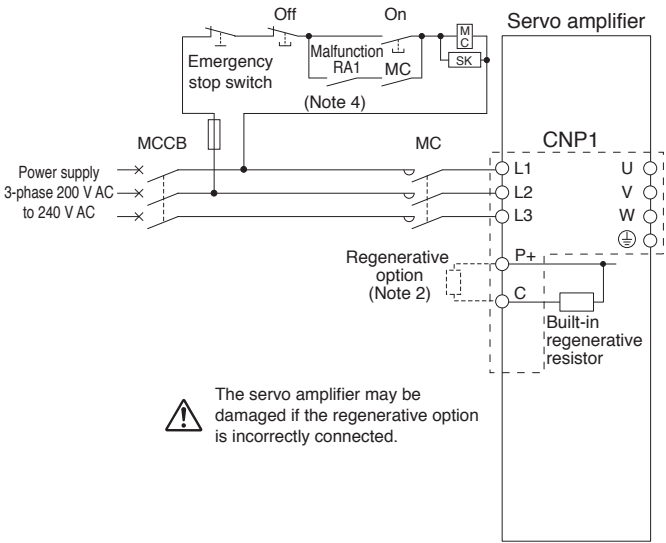 Off
On
Servo amplifier
Emergency
stop switch
Malfunction
RA1
MC
M
C
SK
(Note 4)
MCCB
MC
CNP1
Power supply
3-phase 200 V AC
to 240 V AC
L1
L2
L3
U
V
W
Regenerative
option
(Note 2)
P+
C
Built-in
regenerative
resistor
The servo amplifier may be
damaged if the regenerative option
is incorrectly connected.